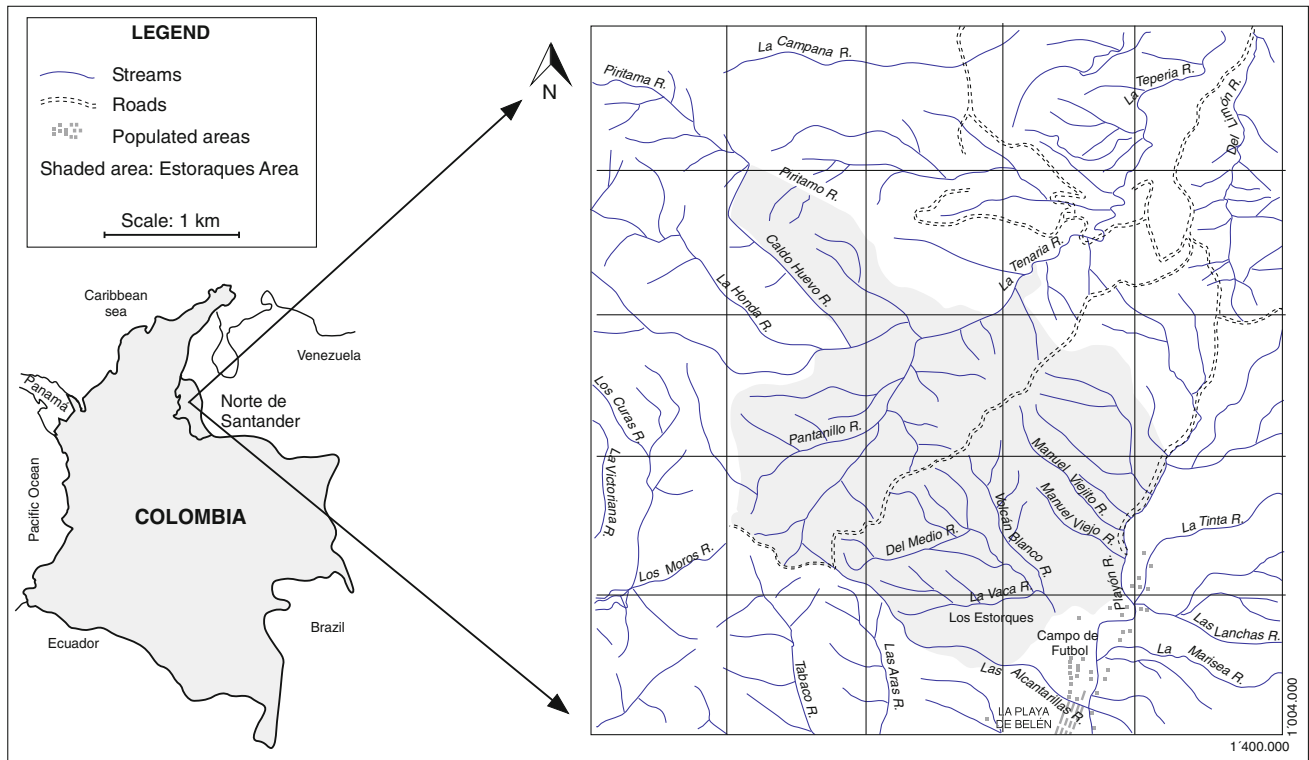 LEGEND
Streams
Roads
Populated areas
Shaded area: Estoraques Area
Scale: 1 km
N
Caribbean
sea
Venezuela
Panamá
Norte de
Santander
Pacific Ocean
COLOMBIA
Ecuador
Brazil
La Campana R.
Piritama R.
La Teperia R.
Del Limón R.
Piritamo R.
Caldo Huevo R.
La Tenaria R.
La Honda R.
Los Curas R.
Pantanillo R.
La Victoriana R.
Manuel Viejito R.
Manuel Viejo R.
Volcán Blanco R.
La Tinta R.
Del Medio R.
Los Moros R.
Playón R.
La Vaca R.
Los Estorques
Las Lanchas R.
Campo de
Futbol
La Marisea R.
Las Aras R.
Tabaco R.
Las Alcantarillas R.
LA PLAYA
DE BELÉN
1´004.000
1´400.000